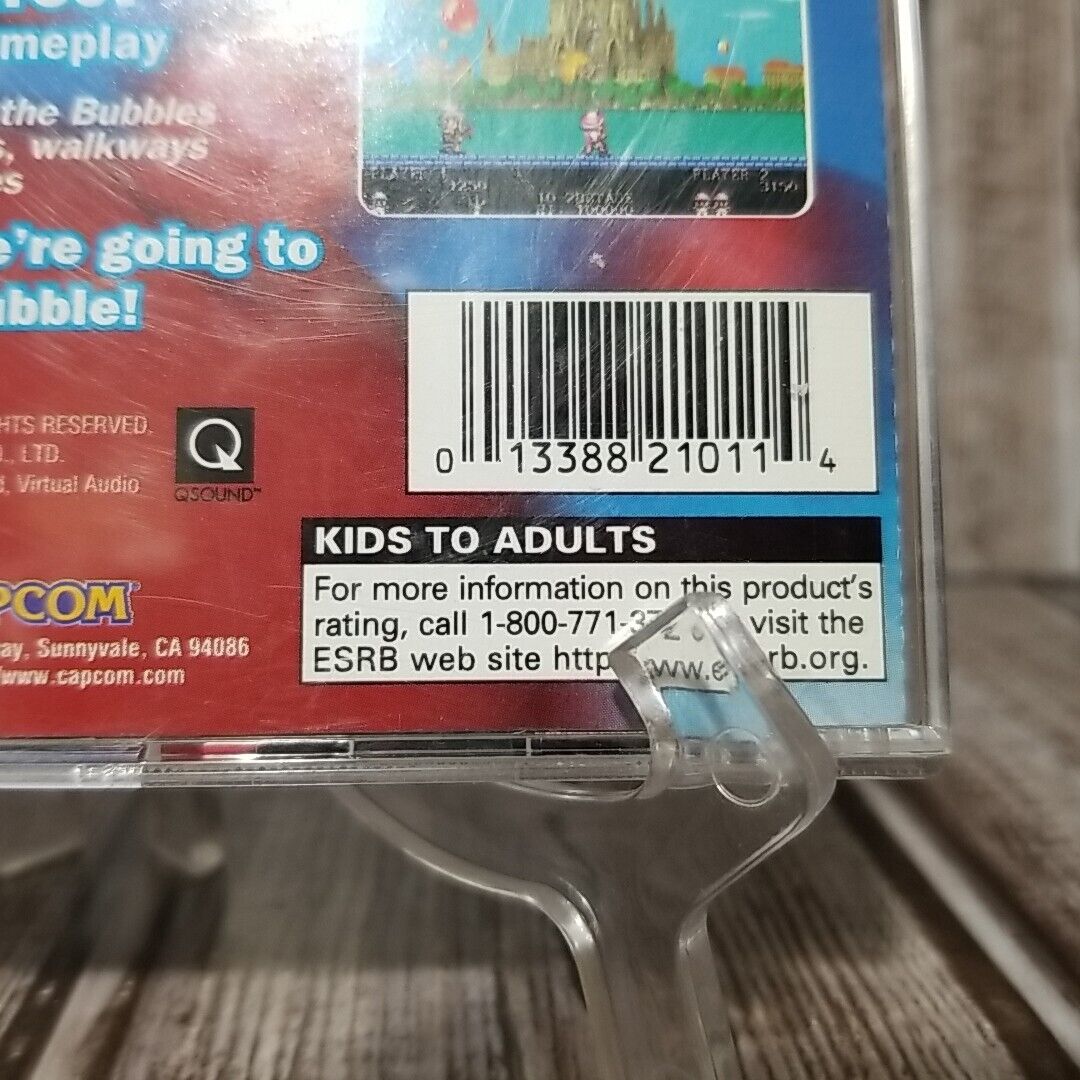 meplay
the Bubbles
, walkways
es
e're going to
ubble!
PLAYER 2
HTS RESERVED.
., LTD.
d, Virtual Audio
QSOUND™
0 13388 21011 4
KIDS TO ADULTS
For more information on this product's
rating, call 1-800-771-37 visit the
ESRB web site http www.e rb.org.
PCOM
ay, Sunnyvale, CA 94086
/www.capcom.com